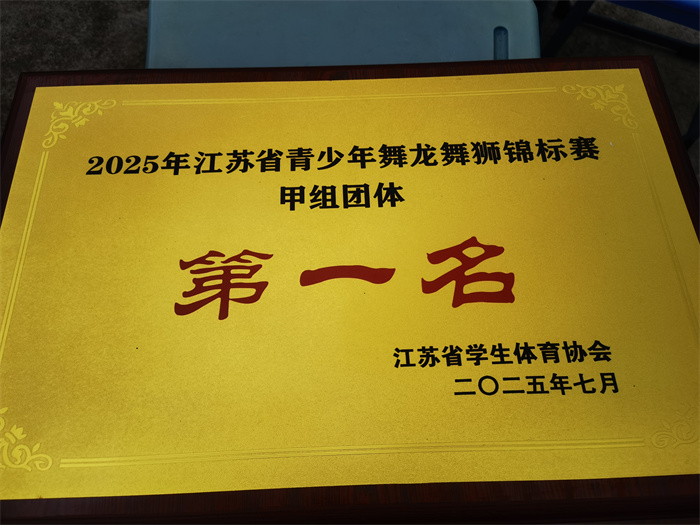 2025年江苏省青少年舞龙舞狮锦标赛
甲组团体
第一名
江苏省学生体育协会
二〇二五年七月